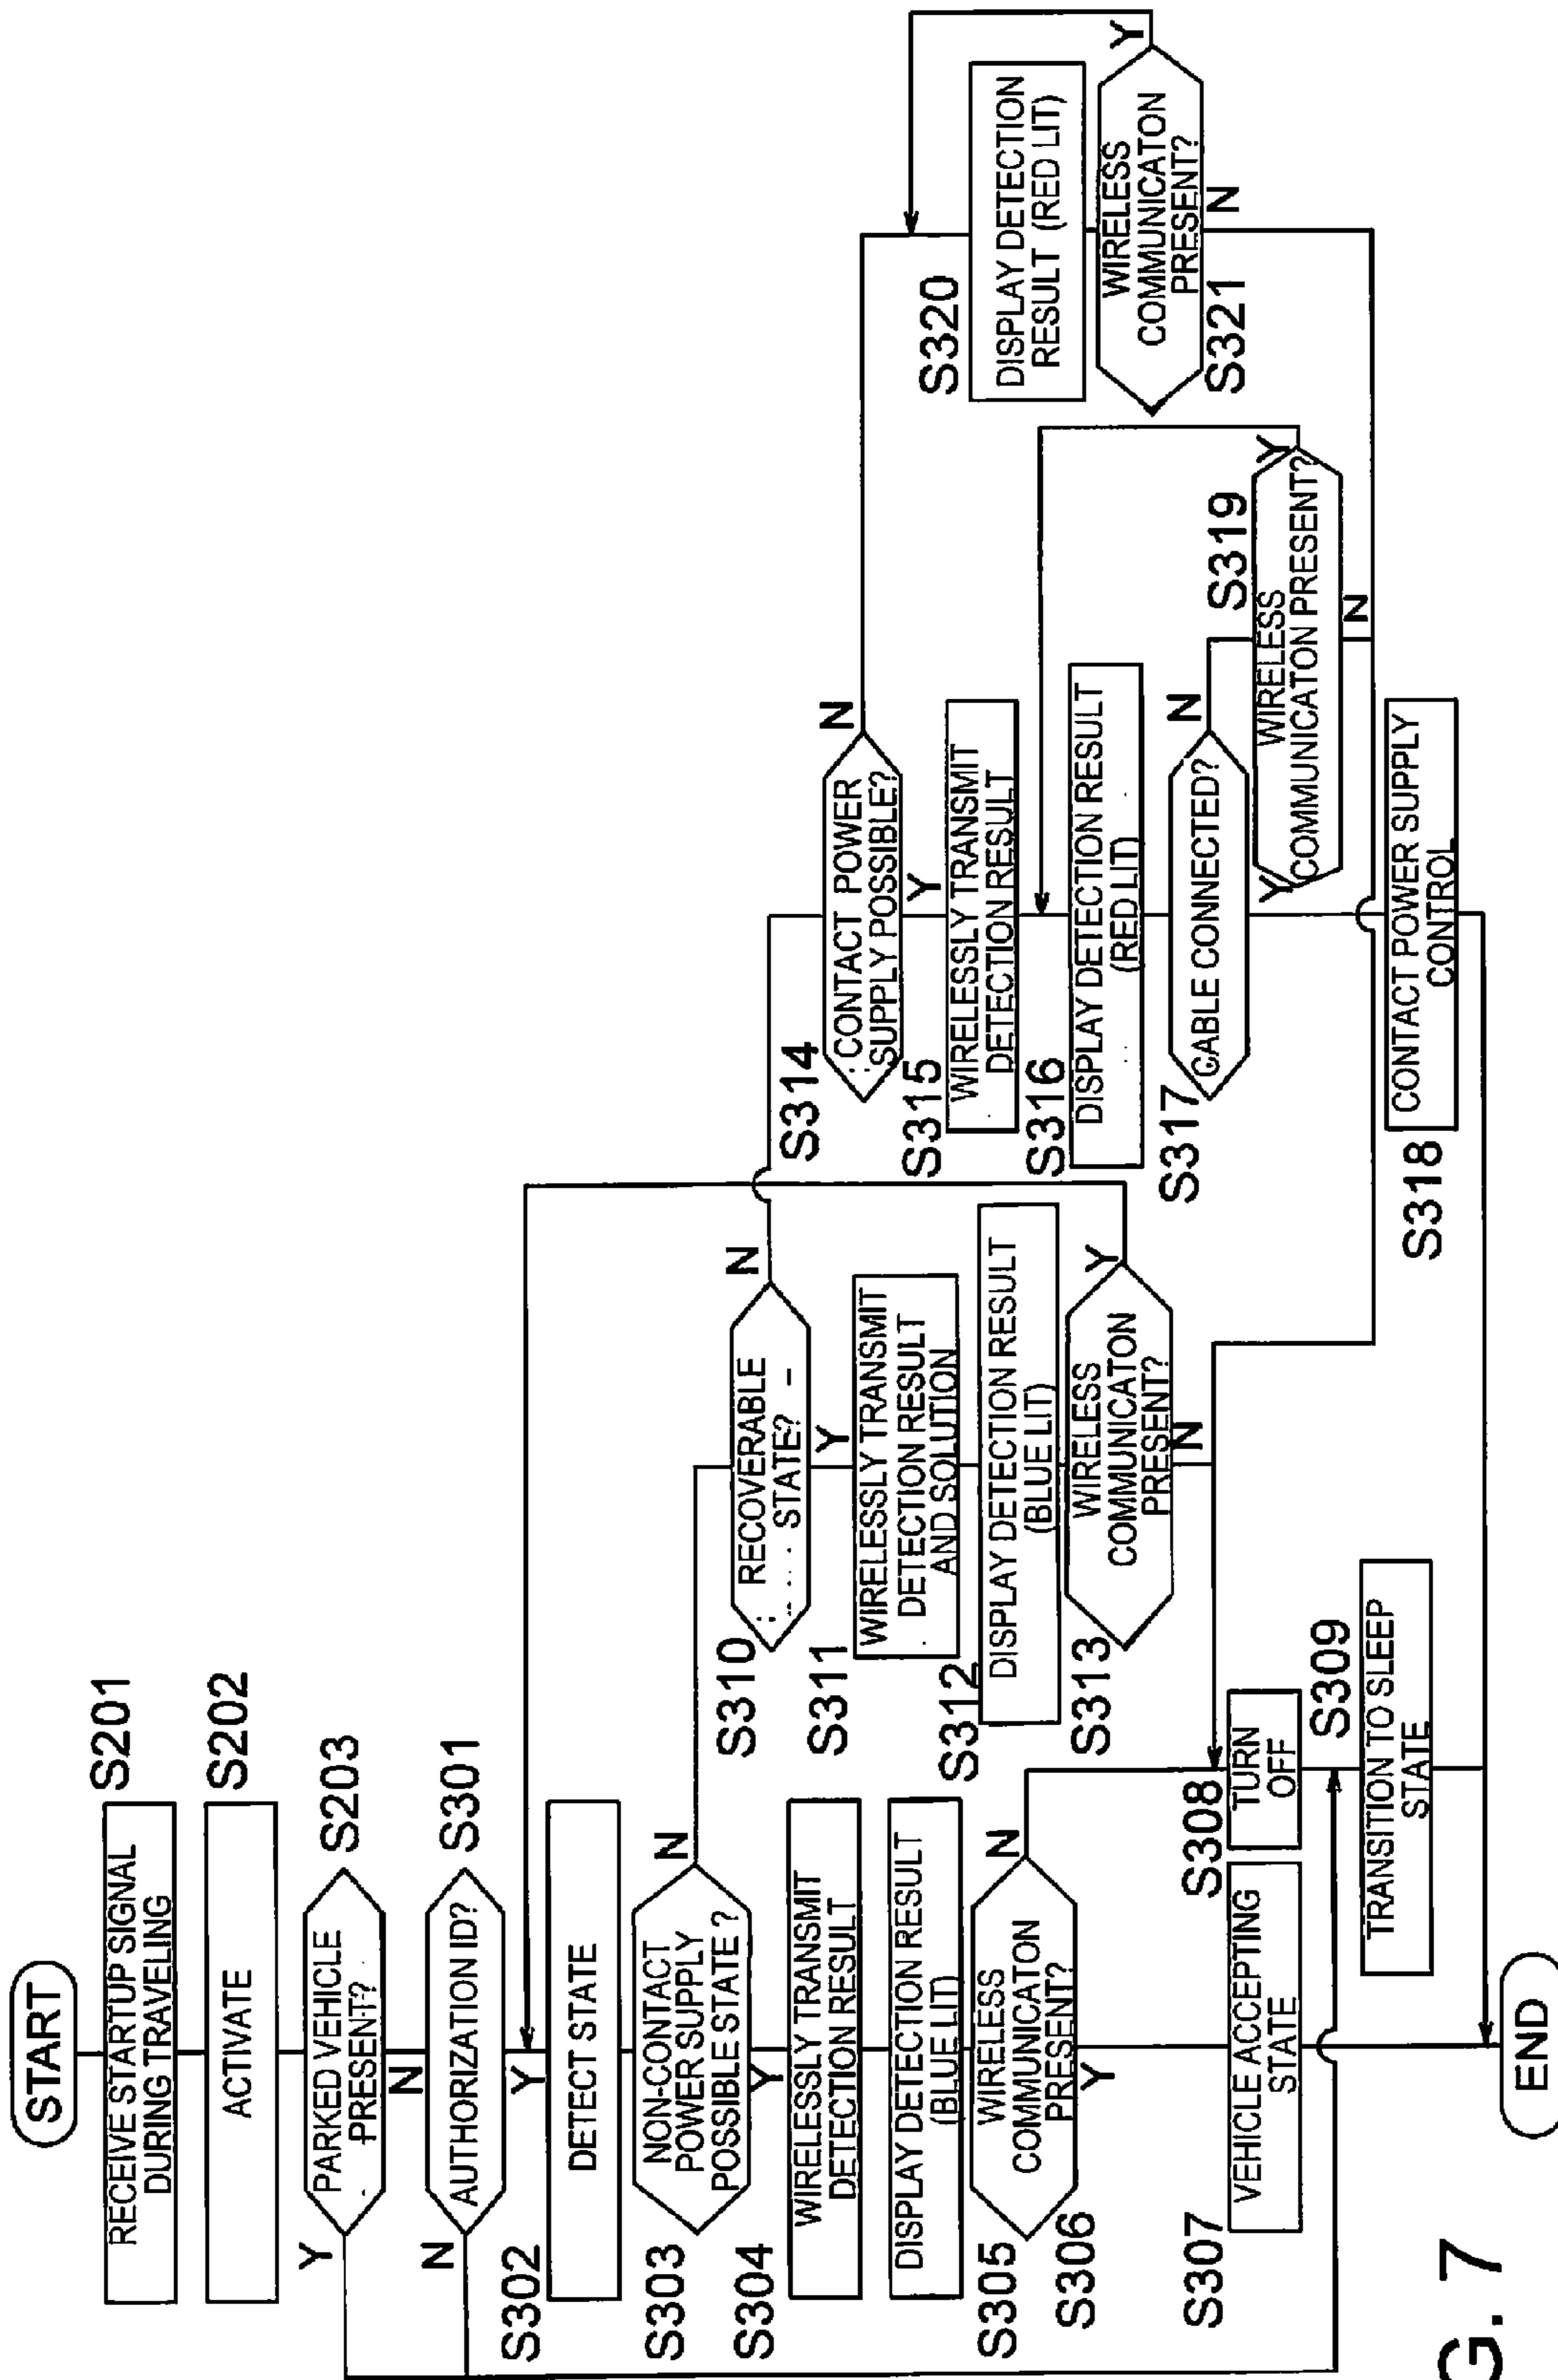 START
RECEIVE STARTUP SIGNAL
DURING TRAVELING
S201
ACTIVATE
S202
PARKED VEHICLE
PRESENT?
S203
Y
N
AUTHORIZATION ID?
S301
N
Y
S302
DETECT STATE
S303
NON-CONTACT
POWER SUPPLY
POSSIBLE STATE ?
N
Y
S304
WIRELESSLY TRANSMIT
DETECTION RESULT
S305
DISPLAY DETECTION RESULT
(BLUE LIT)
S306
WIRELESS
COMMUNICATON
PRESENT?
N
Y
S307
VEHICLE ACCEPTING
STATE
S308
TURN
OFF
S309
TRANSITION TO SLEEP
STATE
END
S310
RECOVERABLE
STATE?
N
Y
S311
WIRELESSLY TRANSMIT
DETECTION RESULT
AND SOLUTION
S312
DISPLAY DETECTION RESULT
(BLUE LIT)
S313
WIRELESS
COMMUNICATON
PRESENT?
Y
N
S314
CONTACT POWER
SUPPLY POSSIBLE?
N
Y
S315
WIRELESSLY TRANSMIT
DETECTION RESULT
S316
DISPLAY DETECTION RESULT
(RED LIT)
S317
CABLE CONNECTED?
N
Y
S318
CONTACT POWER SUPPLY
CONTROL
S319
WIRELESS
COMMUNICATON PRESENT?
Y
N
S320
DISPLAY DETECTION
RESULT (RED LIT)
S321
WIRELESS
COMMUNICATON
PRESENT?
Y
N
G. 7